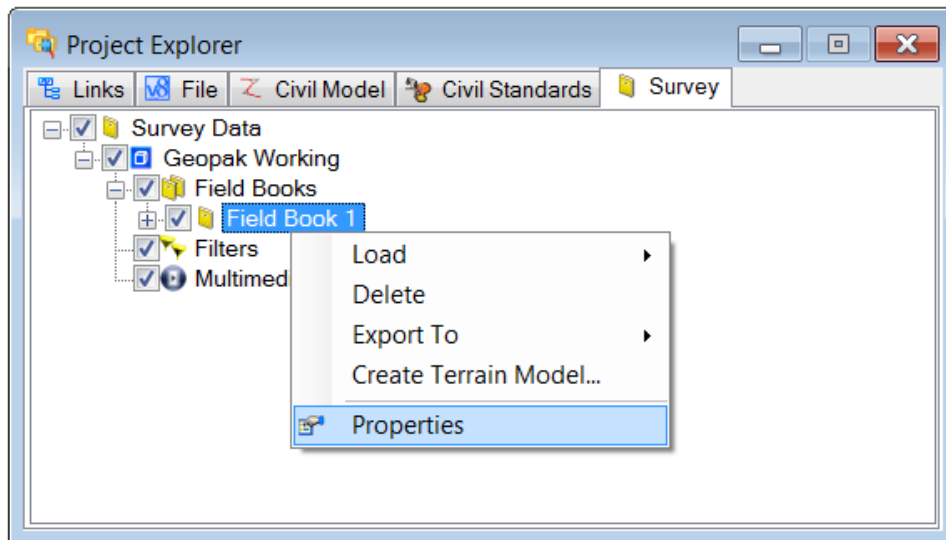 Project Explorer
Links File Civil Model Civil Standards Survey
Survey Data
Geopak Working
Field Books
Field Book 1
Filters
Multimed
Load
Delete
Export To
Create Terrain Model...
Properties